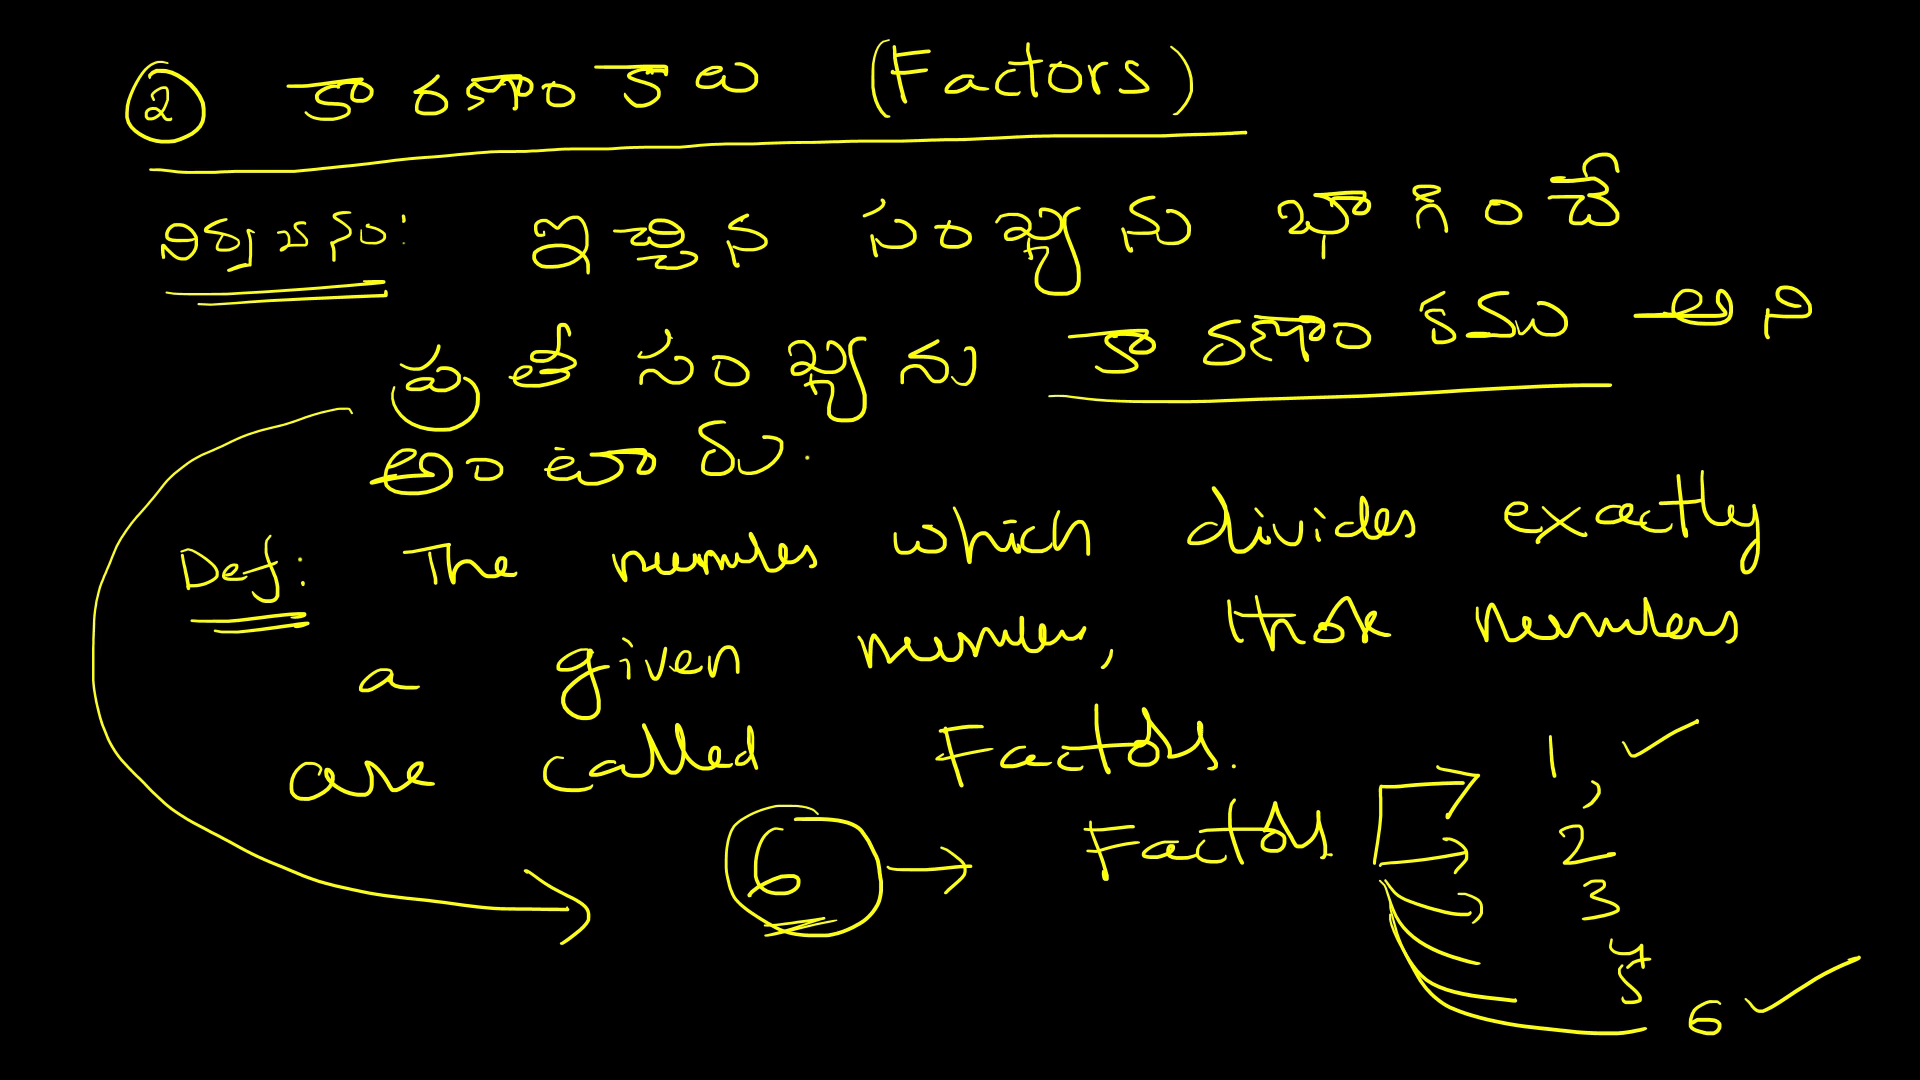 ② కారణాంకాలు (Factors)
నిర్వచనం: ఇచ్చిన సంఖ్యను భాగించే
ప్రతీ సంఖ్యను కారణాంకము అని
అంటారు.
Def: The numbers which divides exactly
a given number, those numbers
are called Factors.
6 → Factors → 1, ✓
2
3
4
5
6 ✓